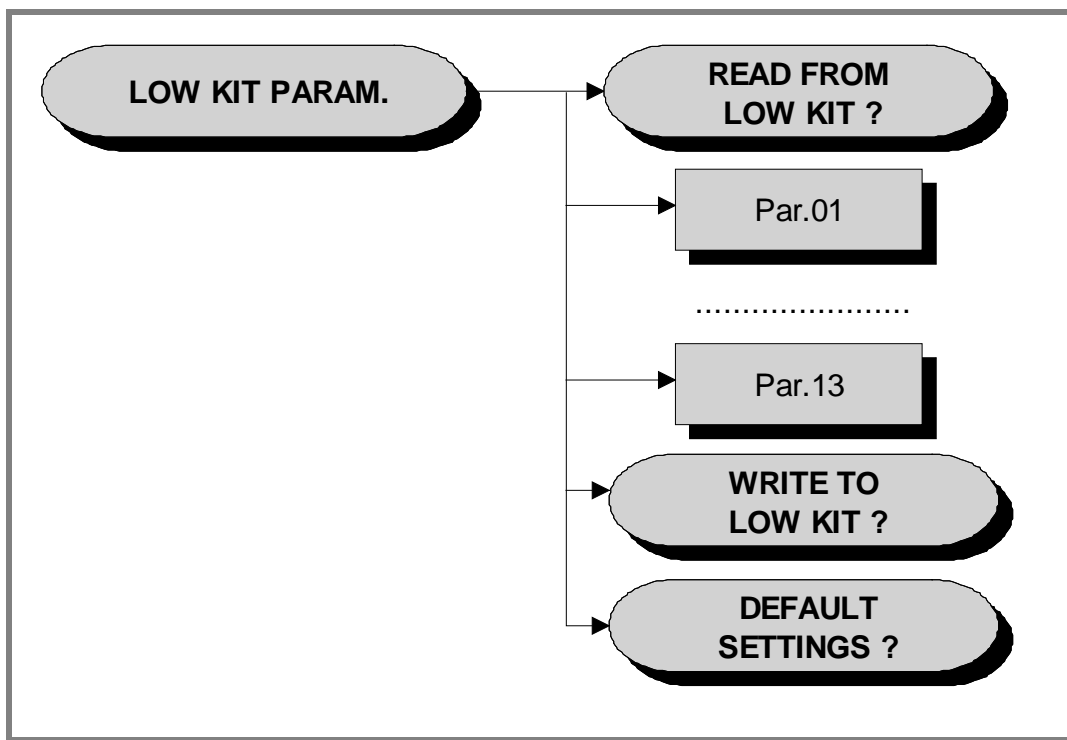 LOW KIT PARAM.
READ FROM
LOW KIT ?
Par.01
.......................
Par.13
WRITE TO
LOW KIT ?
DEFAULT
SETTINGS ?